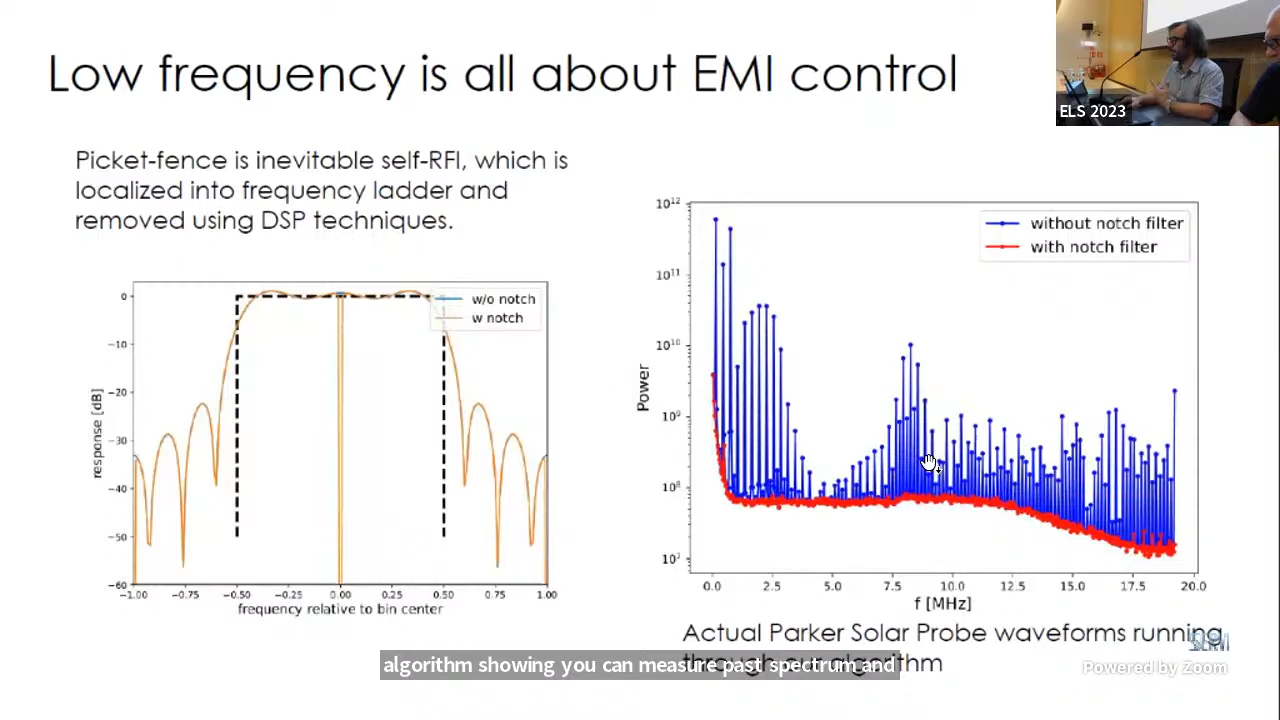 Low frequency is all about EMI control
ELS 2023
Picket-fence is inevitable self-RFI, which is
localized into frequency ladder and
removed using DSP techniques.
w/o notch
w notch
response [dB]
0
−10
−20
−30
−40
−50
−60
−1.00 −0.75 −0.50 −0.25 0.00 0.25 0.50 0.75 1.00
frequency relative to bin center
without notch filter
with notch filter
Power
10¹²
10¹¹
10¹⁰
10⁹
10⁸
10⁷
0.0 2.5 5.0 7.5 10.0 12.5 15.0 17.5 20.0
f [MHz]
Actual Parker Solar Probe waveforms running
through our algorithm
algorithm showing you can measure past spectrum and
Powered by Zoom